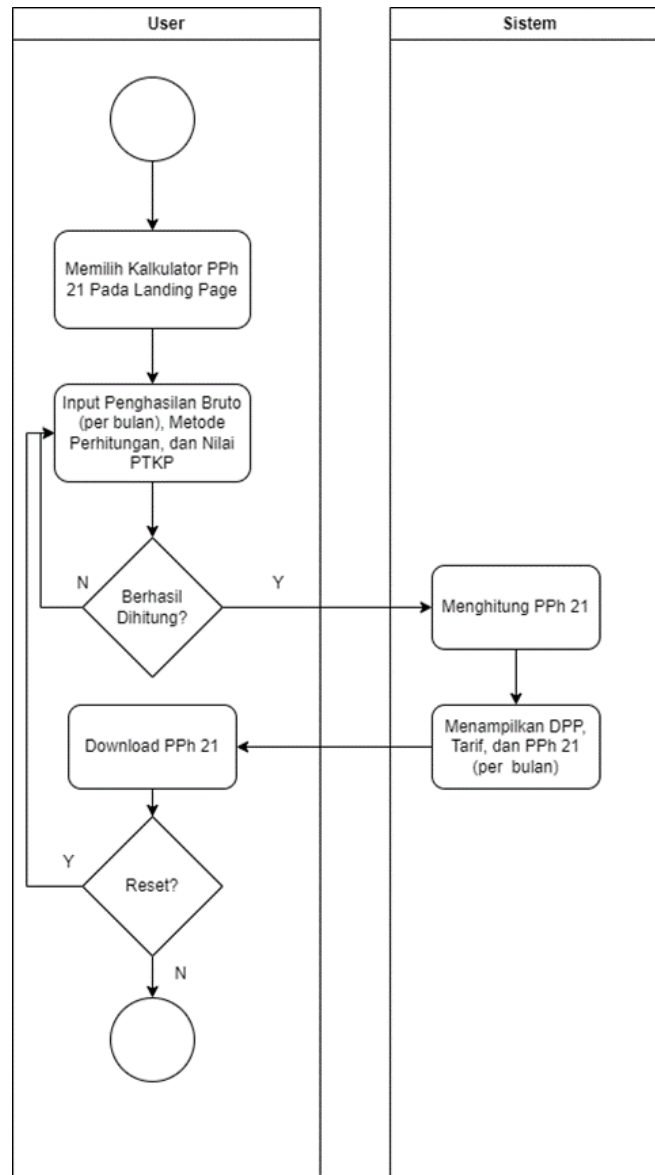 User
Sistem
Memilih Kalkulator PPh
21 Pada Landing Page
Input Penghasilan Bruto
(per bulan), Metode
Perhitungan, dan Nilai
PTKP
N
Berhasil
Dihitung?
Y
Menghitung PPh 21
Menampilkan DPP,
Tarif, dan PPh 21
(per bulan)
Download PPh 21
Y
Reset?
N